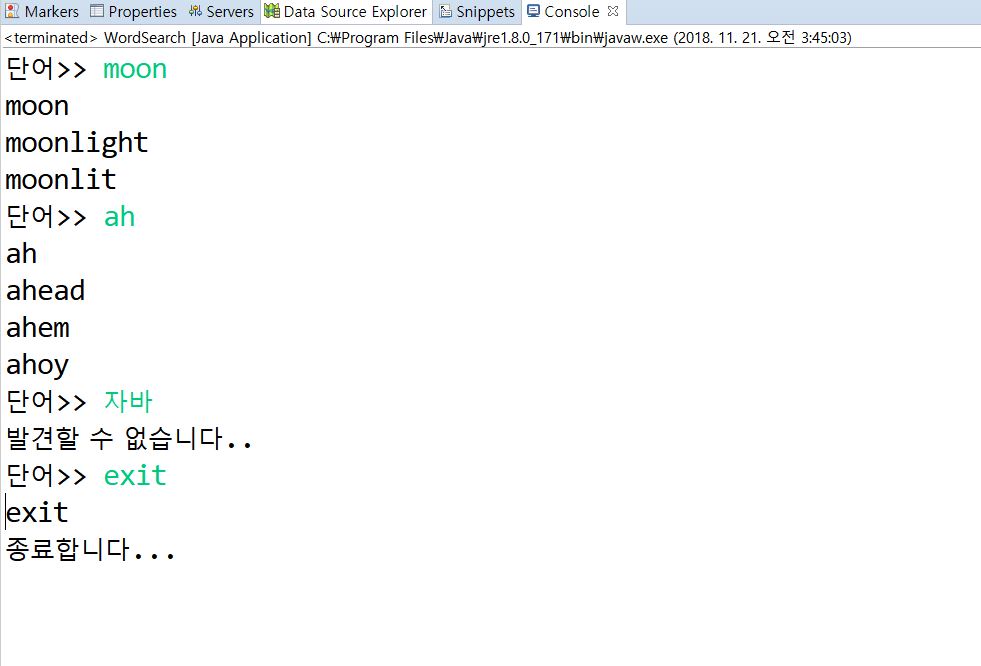 Markers Properties Servers Data Source Explorer Snippets Console
<terminated> WordSearch [Java Application] C:₩Program Files₩Java₩jre1.8.0_171₩bin₩javaw.exe (2018. 11. 21. 오전 3:45:03)
단어>> moon
moon
moonlight
moonlit
단어>> ah
ah
ahead
ahem
ahoy
단어>> 자바
발견할 수 없습니다..
단어>> exit
exit
종료합니다...